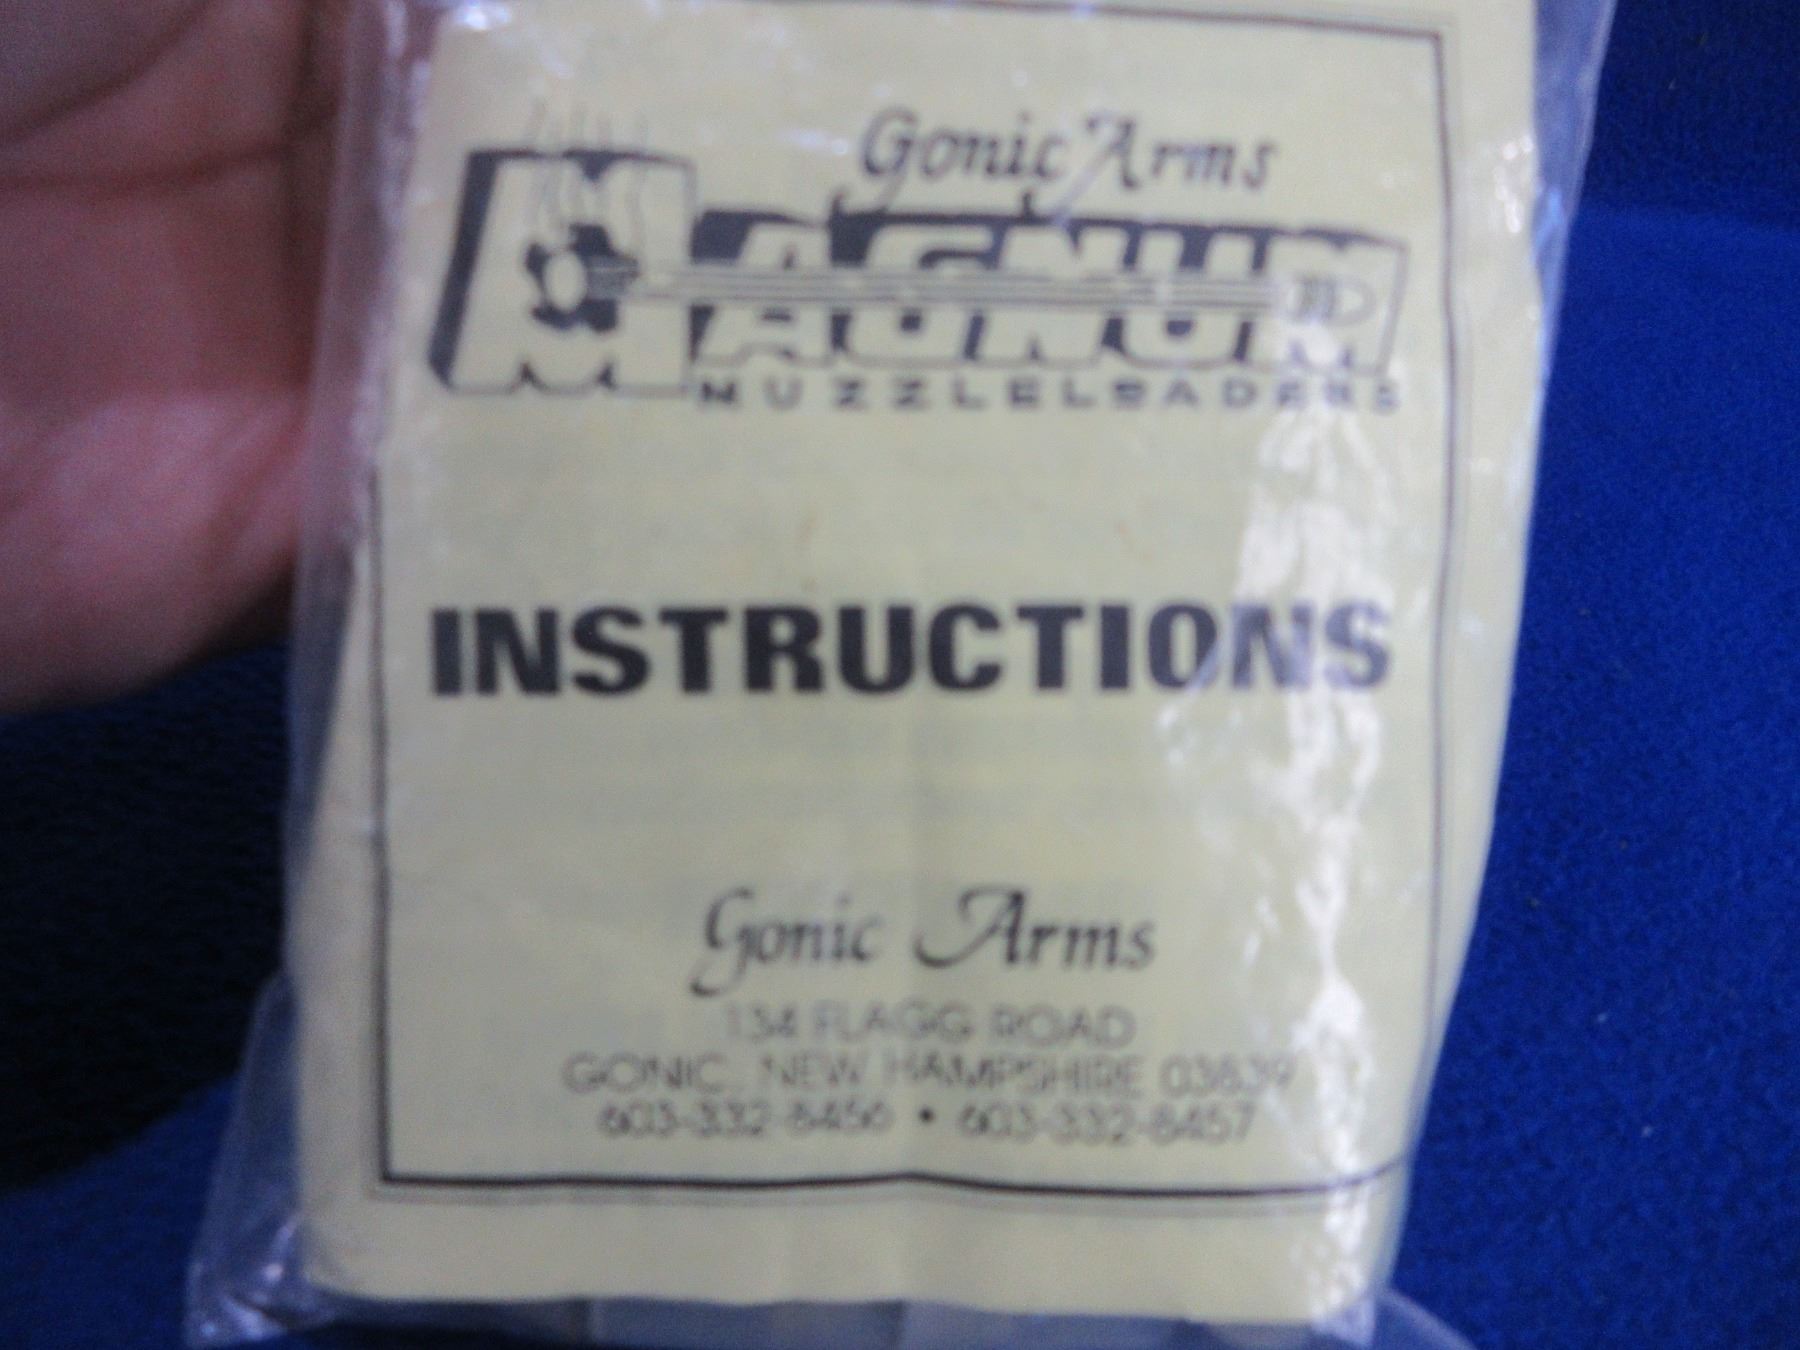 Gonic Arms
MAGNUM
MUZZLELOADERS
INSTRUCTIONS
Gonic Arms
134 FLAGG ROAD
GONIC, NEW HAMPSHIRE 03839
603-332-8456 • 603-332-8457